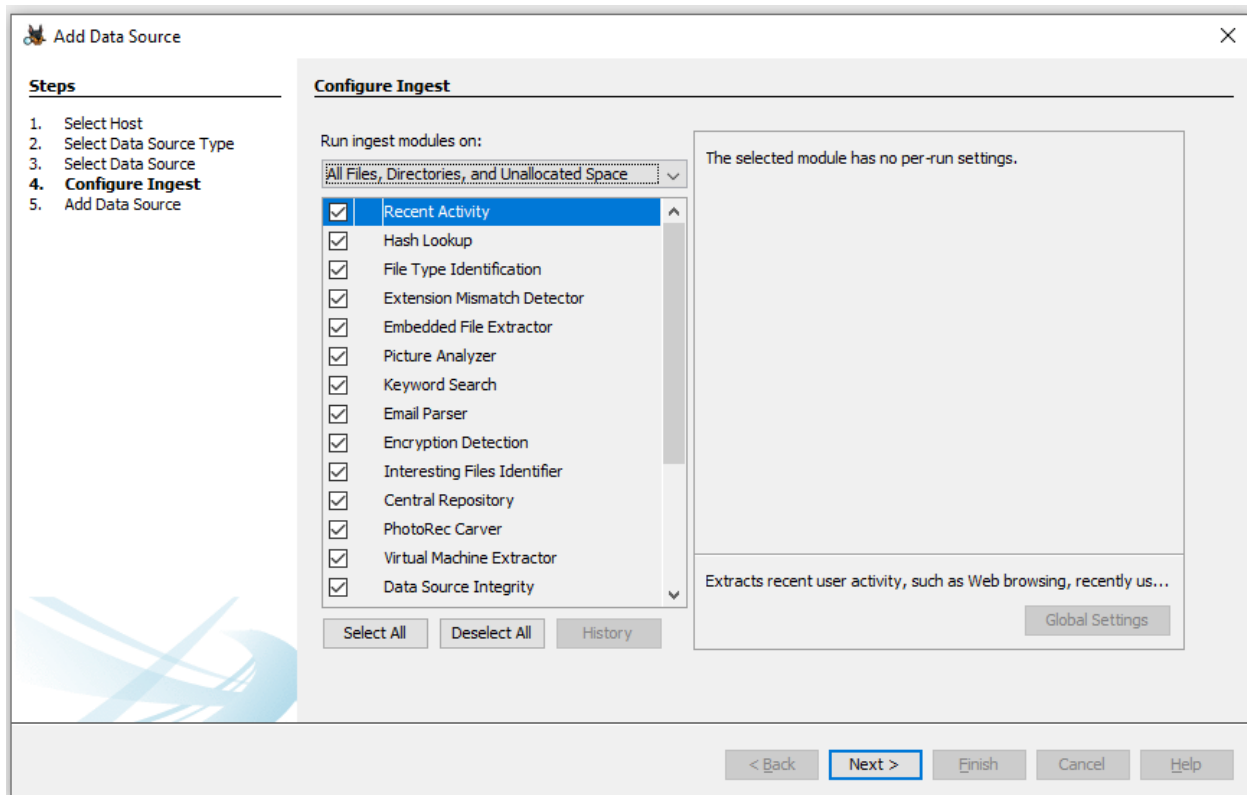 Add Data Source
Steps
1. Select Host
2. Select Data Source Type
3. Select Data Source
4. Configure Ingest
5. Add Data Source
Configure Ingest
Run ingest modules on:
All Files, Directories, and Unallocated Space
Recent Activity
Hash Lookup
File Type Identification
Extension Mismatch Detector
Embedded File Extractor
Picture Analyzer
Keyword Search
Email Parser
Encryption Detection
Interesting Files Identifier
Central Repository
PhotoRec Carver
Virtual Machine Extractor
Data Source Integrity
Select All Deselect All History
The selected module has no per-run settings.
Extracts recent user activity, such as Web browsing, recently us...
Global Settings
< Back Next > Finish Cancel Help